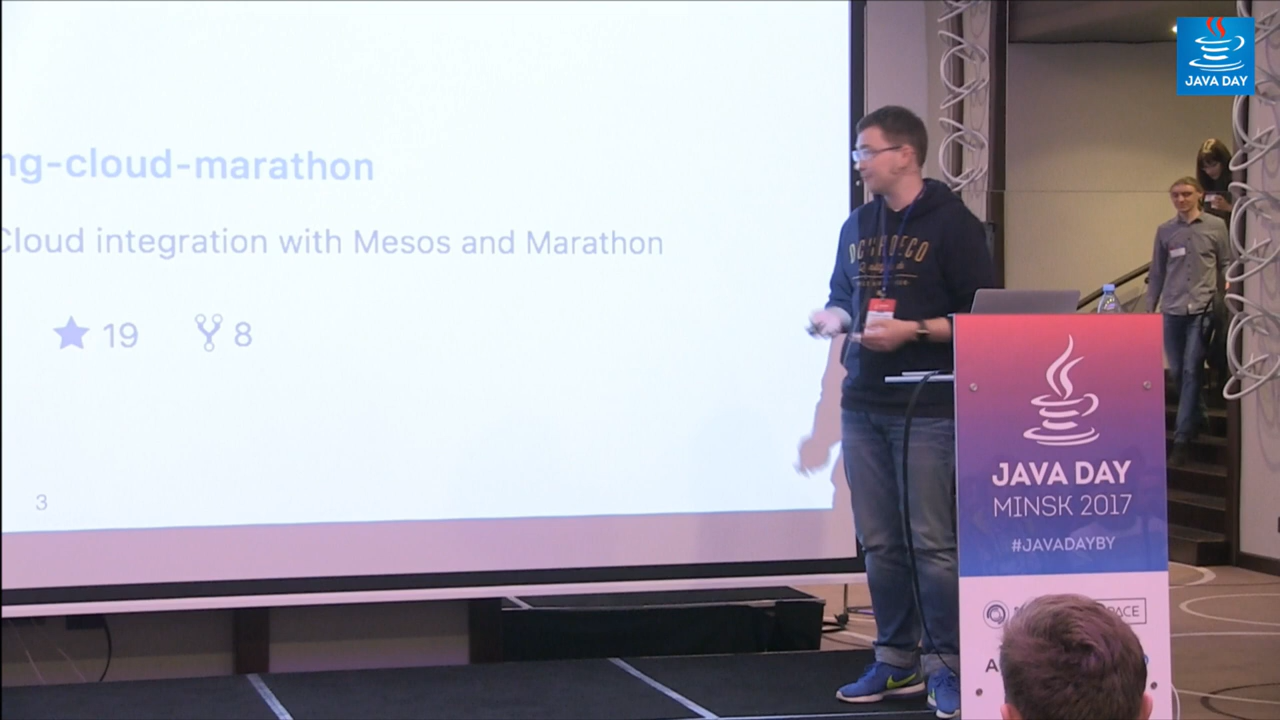 ng-cloud-marathon
Cloud integration with Mesos and Marathon
19 8
3
JAVA DAY
JAVA DAY
MINSK 2017
#JAVADAYBY